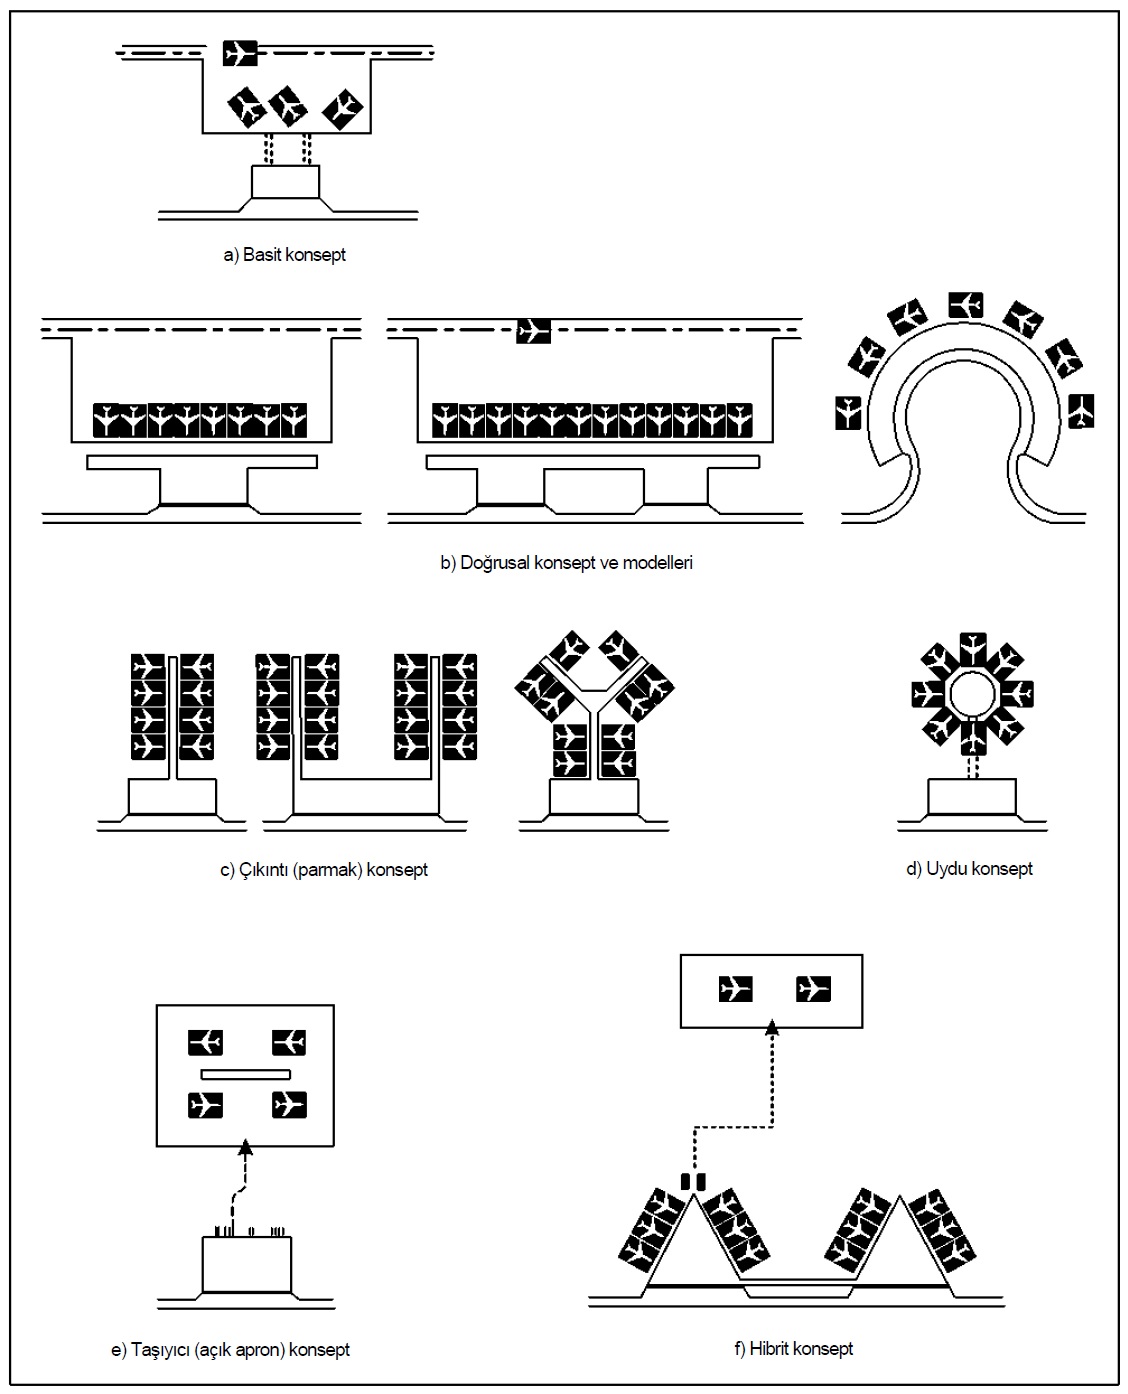 a) Basit konsept
b) Doğrusal konsept ve modelleri
c) Çıkıntı (parmak) konsept
d) Uydu konsept
e) Taşıyıcı (açık apron) konsept
f) Hibrit konsept